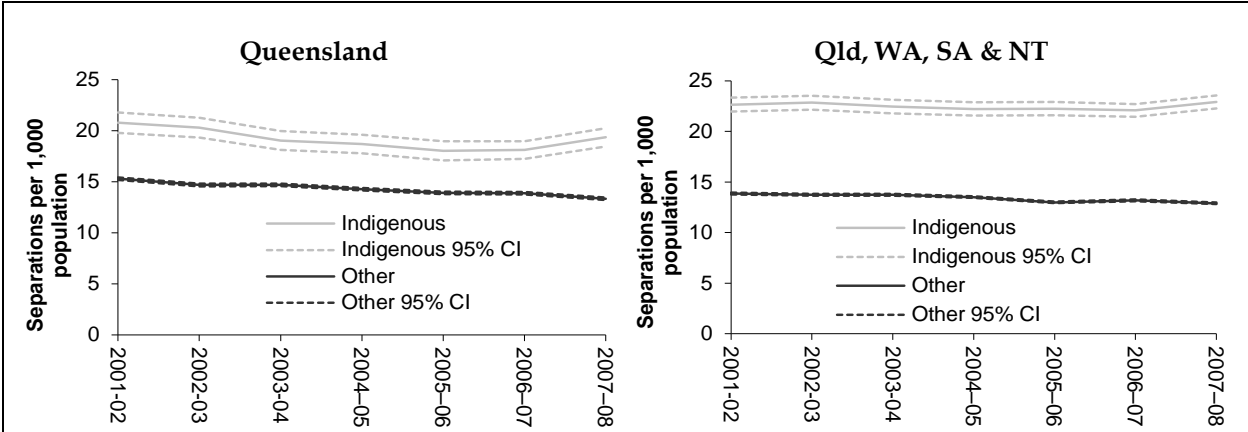 Queensland
Separations per 1,000
population
25
20
15
10
5
0
Indigenous
Indigenous 95% CI
Other
Other 95% CI
2001-02
2002-03
2003-04
2004-05
2005-06
2006-07
2007–08
Qld, WA, SA & NT
Separations per 1,000
population
25
20
15
10
5
0
Indigenous
Indigenous 95% CI
Other
Other 95% CI
2001-02
2002-03
2003-04
2004-05
2005–06
2006–07
2007–08